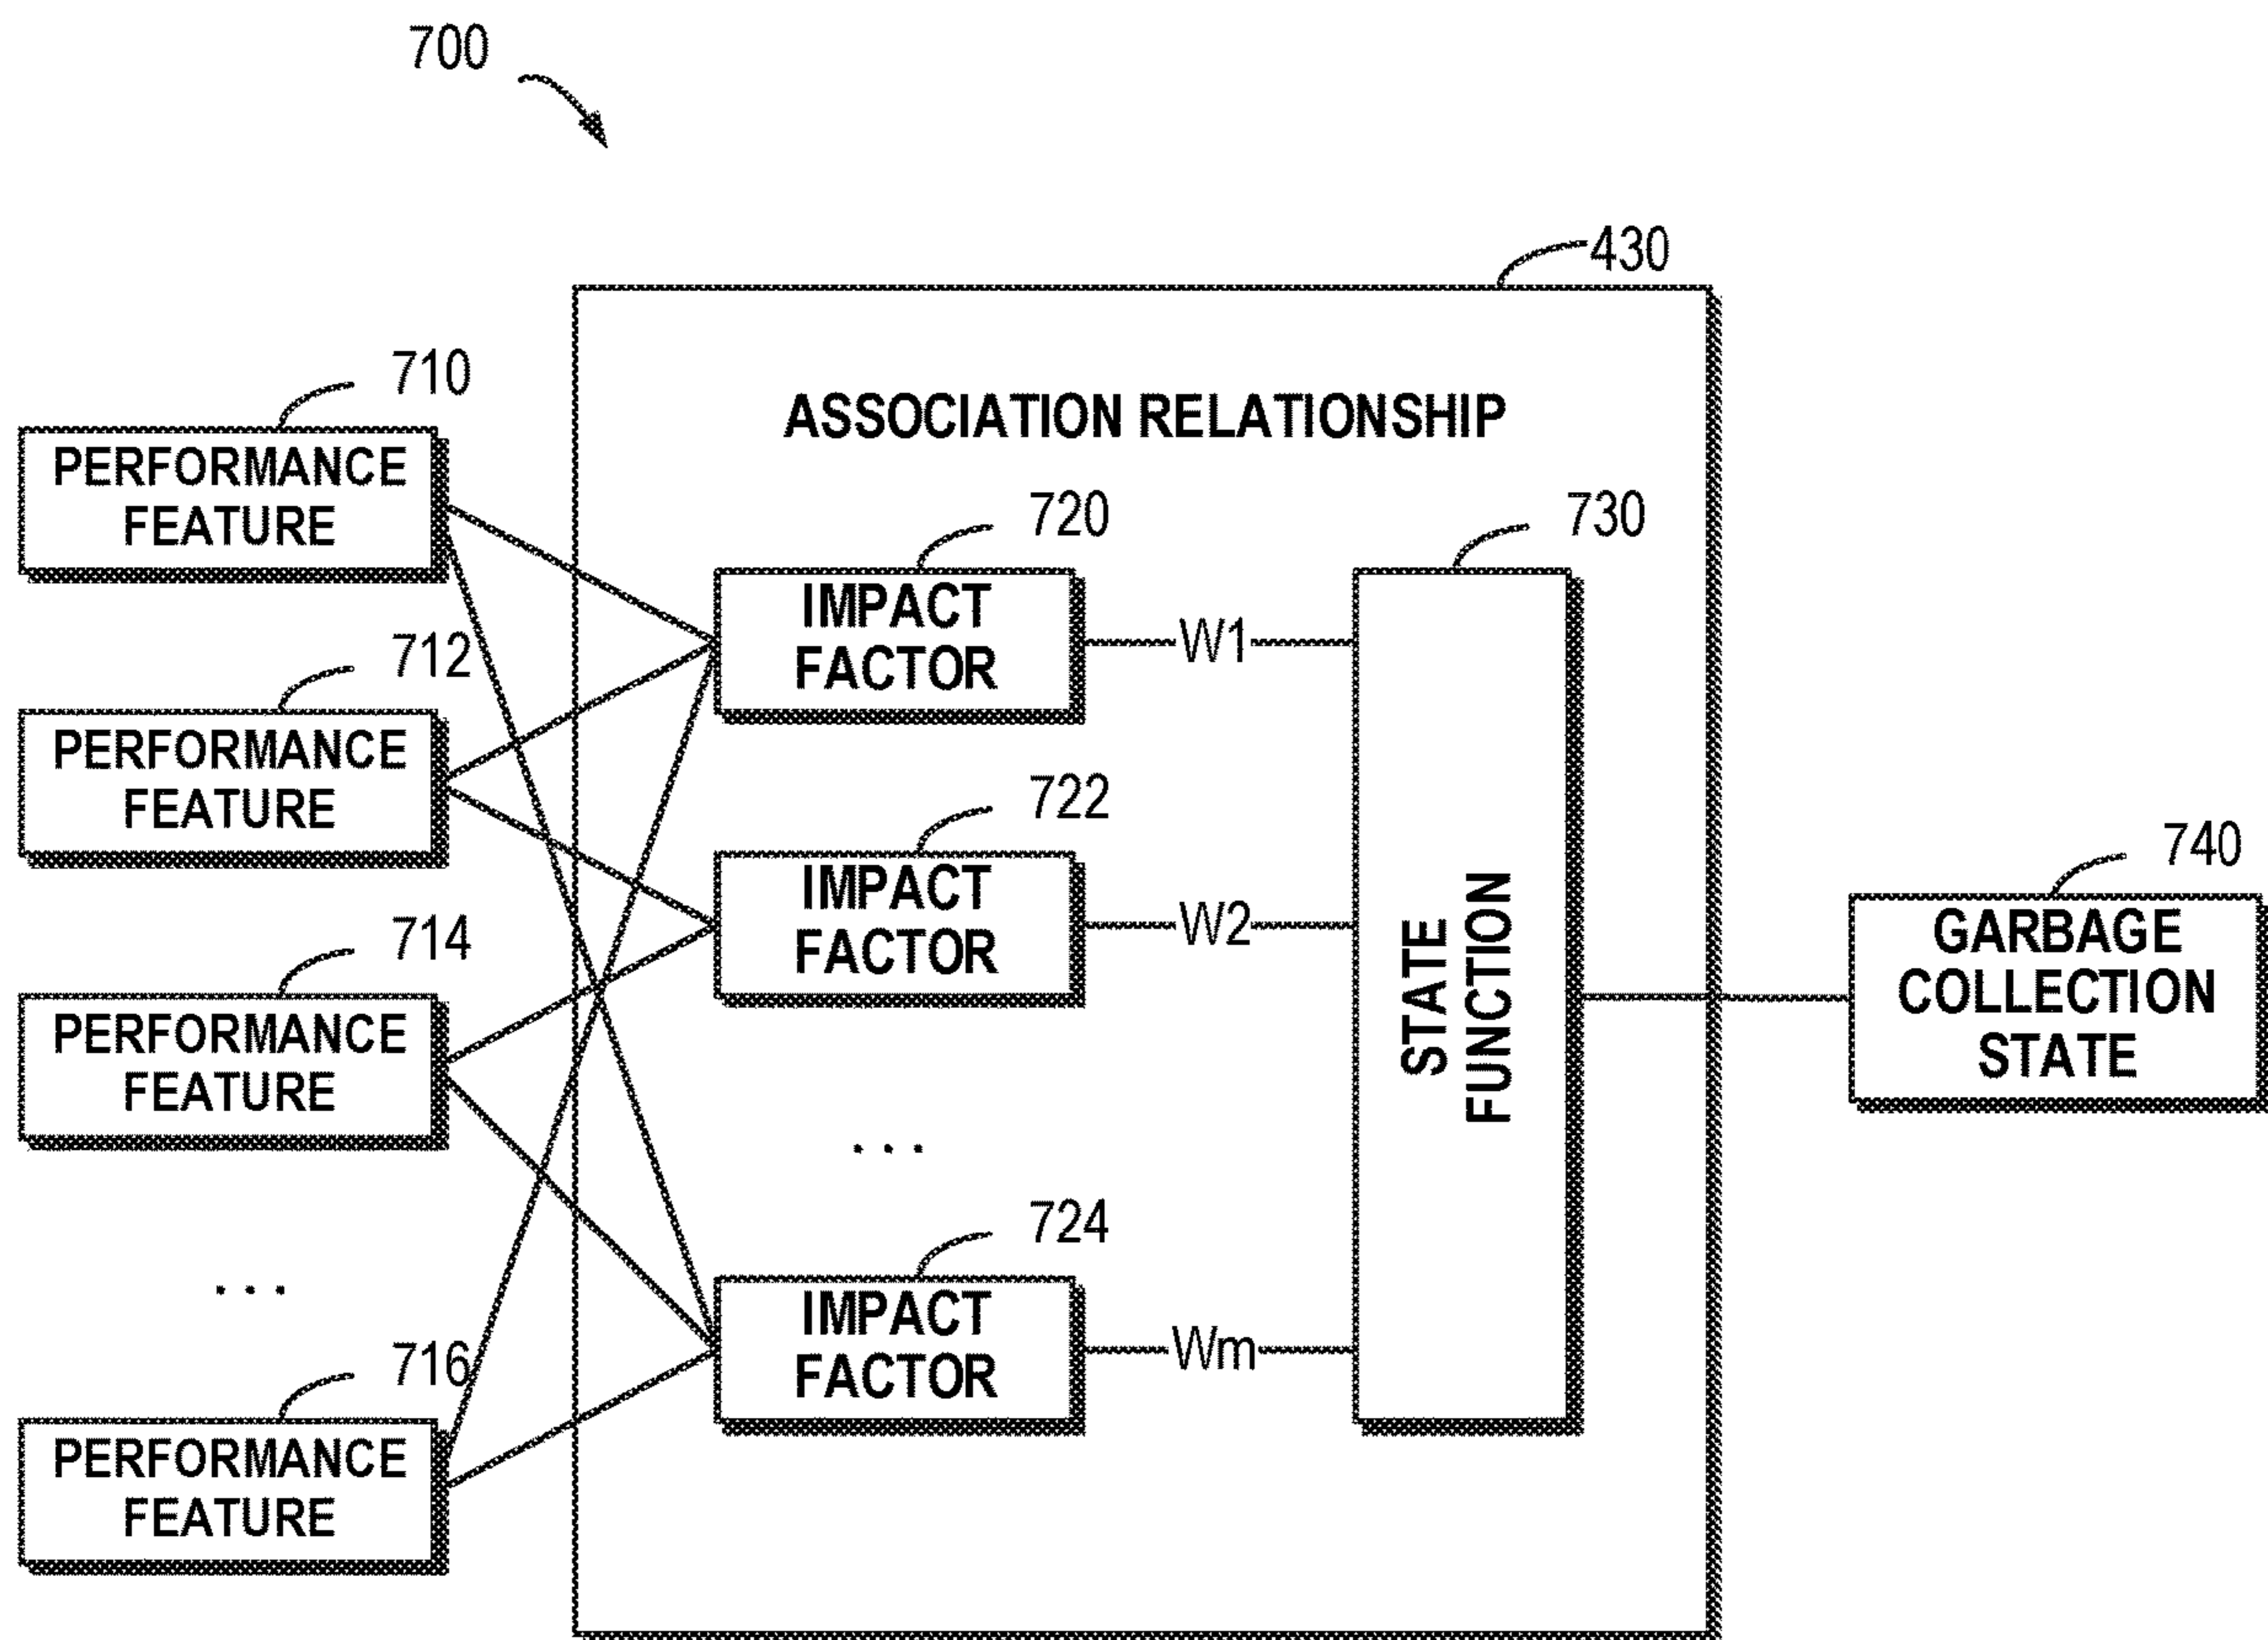 700
430
710
ASSOCIATION RELATIONSHIP
PERFORMANCE
FEATURE
720
730
IMPACT
FACTOR
W1
712
PERFORMANCE
FEATURE
722
IMPACT
FACTOR
W2
STATE
FUNCTION
740
GARBAGE
COLLECTION
STATE
714
PERFORMANCE
FEATURE
. . .
724
IMPACT
FACTOR
Wm
. . .
716
PERFORMANCE
FEATURE